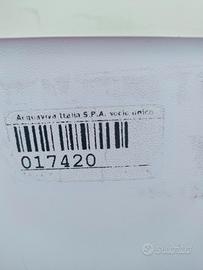 Acquaviva Italia S.P.A. socio unico
017420
subito